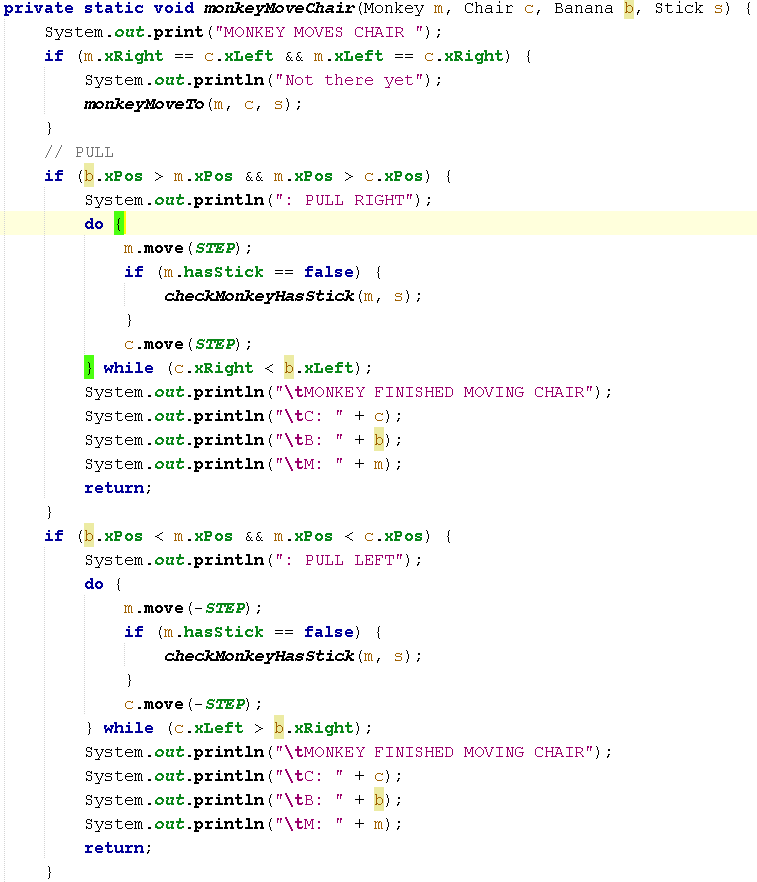 private static void monkeyMoveChair(Monkey m, Chair c, Banana b, Stick s) {
    System.out.print("MONKEY MOVES CHAIR ");
    if (m.xRight == c.xLeft && m.xLeft == c.xRight) {
        System.out.println("Not there yet");
        monkeyMoveTo(m, c, s);
    }
    // PULL
    if (b.xPos > m.xPos && m.xPos > c.xPos) {
        System.out.println(": PULL RIGHT");
        do {
            m.move(STEP);
            if (m.hasStick == false) {
                checkMonkeyHasStick(m, s);
            }
            c.move(STEP);
        } while (c.xRight < b.xLeft);
        System.out.println("\tMONKEY FINISHED MOVING CHAIR");
        System.out.println("\tC: " + c);
        System.out.println("\tB: " + b);
        System.out.println("\tM: " + m);
        return;
    }
    if (b.xPos < m.xPos && m.xPos < c.xPos) {
        System.out.println(": PULL LEFT");
        do {
            m.move(-STEP);
            if (m.hasStick == false) {
                checkMonkeyHasStick(m, s);
            }
            c.move(-STEP);
        } while (c.xLeft > b.xRight);
        System.out.println("\tMONKEY FINISHED MOVING CHAIR");
        System.out.println("\tC: " + c);
        System.out.println("\tB: " + b);
        System.out.println("\tM: " + m);
        return;
    }